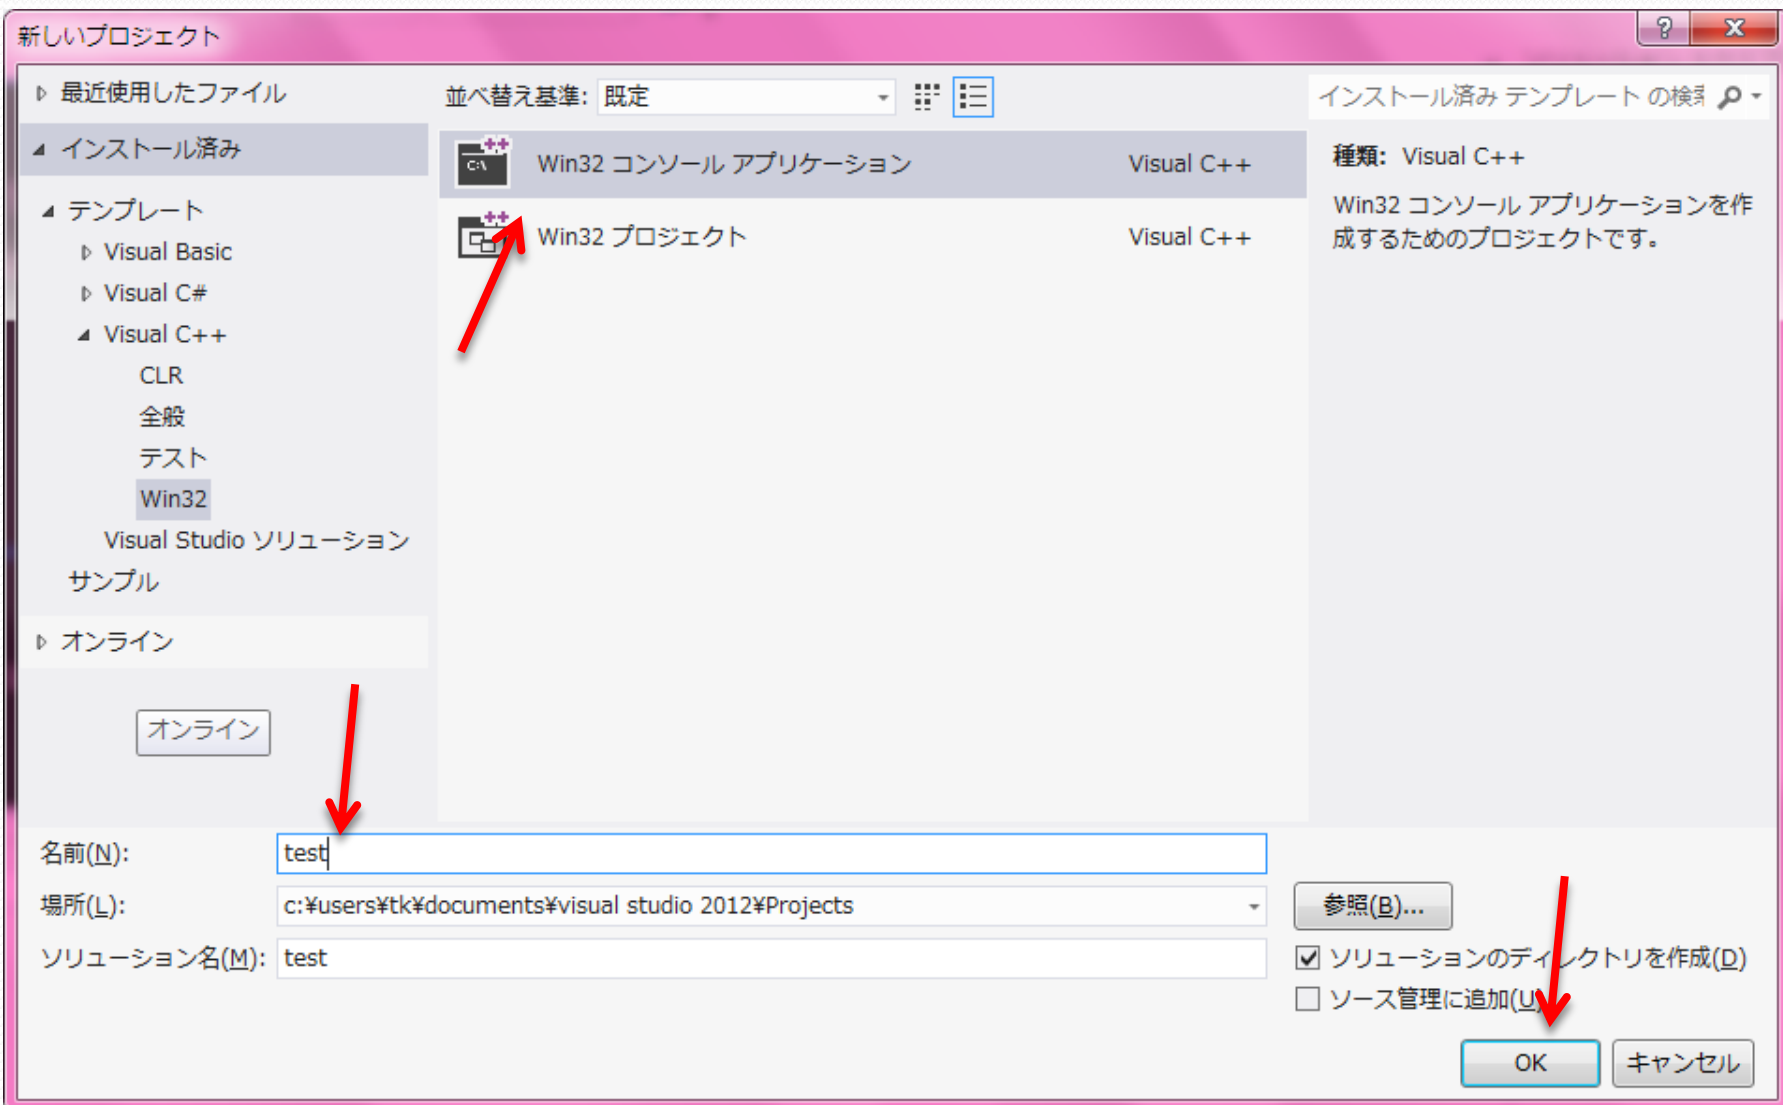 新しいプロジェクト
最近使用したファイル
インストール済み
テンプレート
Visual Basic
Visual C#
Visual C++
CLR
全般
テスト
Win32
Visual Studio ソリューション
サンプル
オンライン
オンライン
並べ替え基準: 既定
Win32 コンソール アプリケーション Visual C++
Win32 プロジェクト Visual C++
インストール済み テンプレート の検
種類: Visual C++
Win32 コンソール アプリケーションを作
成するためのプロジェクトです。
名前(N): test
場所(L): c:¥users¥tk¥documents¥visual studio 2012¥Projects
参照(B)...
ソリューション名(M): test
ソリューションのディレクトリを作成(D)
ソース管理に追加(U)
OK
キャンセル